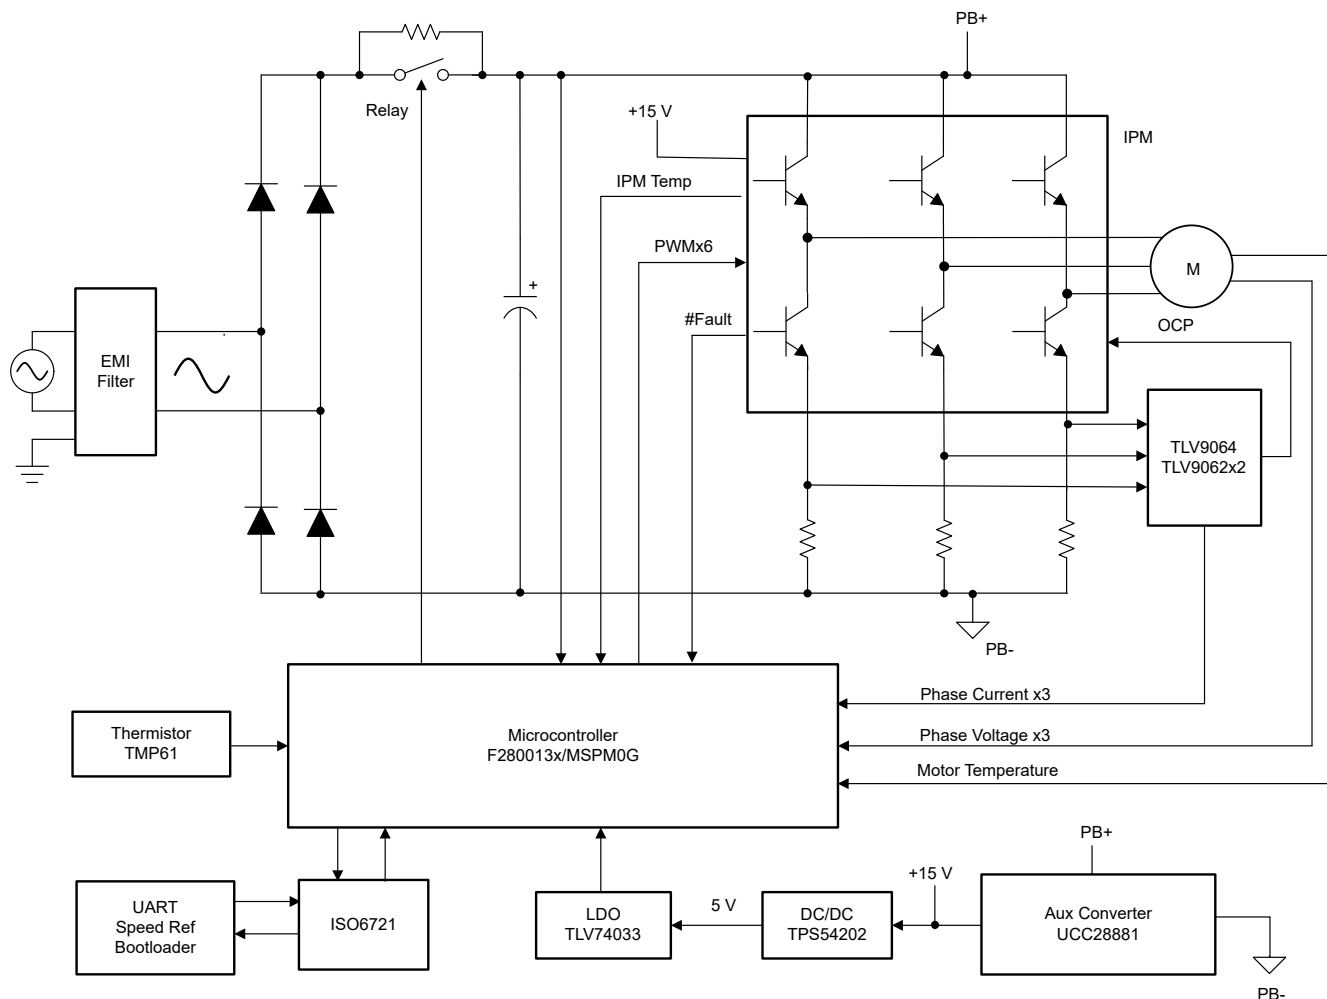 PB+
Relay
+15 V
IPM
IPM Temp
PWMx6
#Fault
M
OCP
EMI
Filter
+
TLV9064
TLV9062x2
PB-
Phase Current x3
Phase Voltage x3
Motor Temperature
Thermistor
TMP61
Microcontroller
F280013x/MSPM0G
PB+
+15 V
UART
Speed Ref
Bootloader
ISO6721
LDO
TLV74033
5 V
DC/DC
TPS54202
Aux Converter
UCC28881
PB-